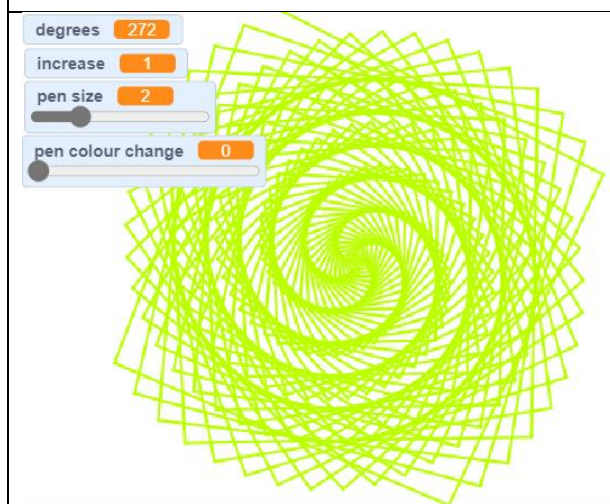 degrees 272
increase 1
pen size 2
pen colour change 0